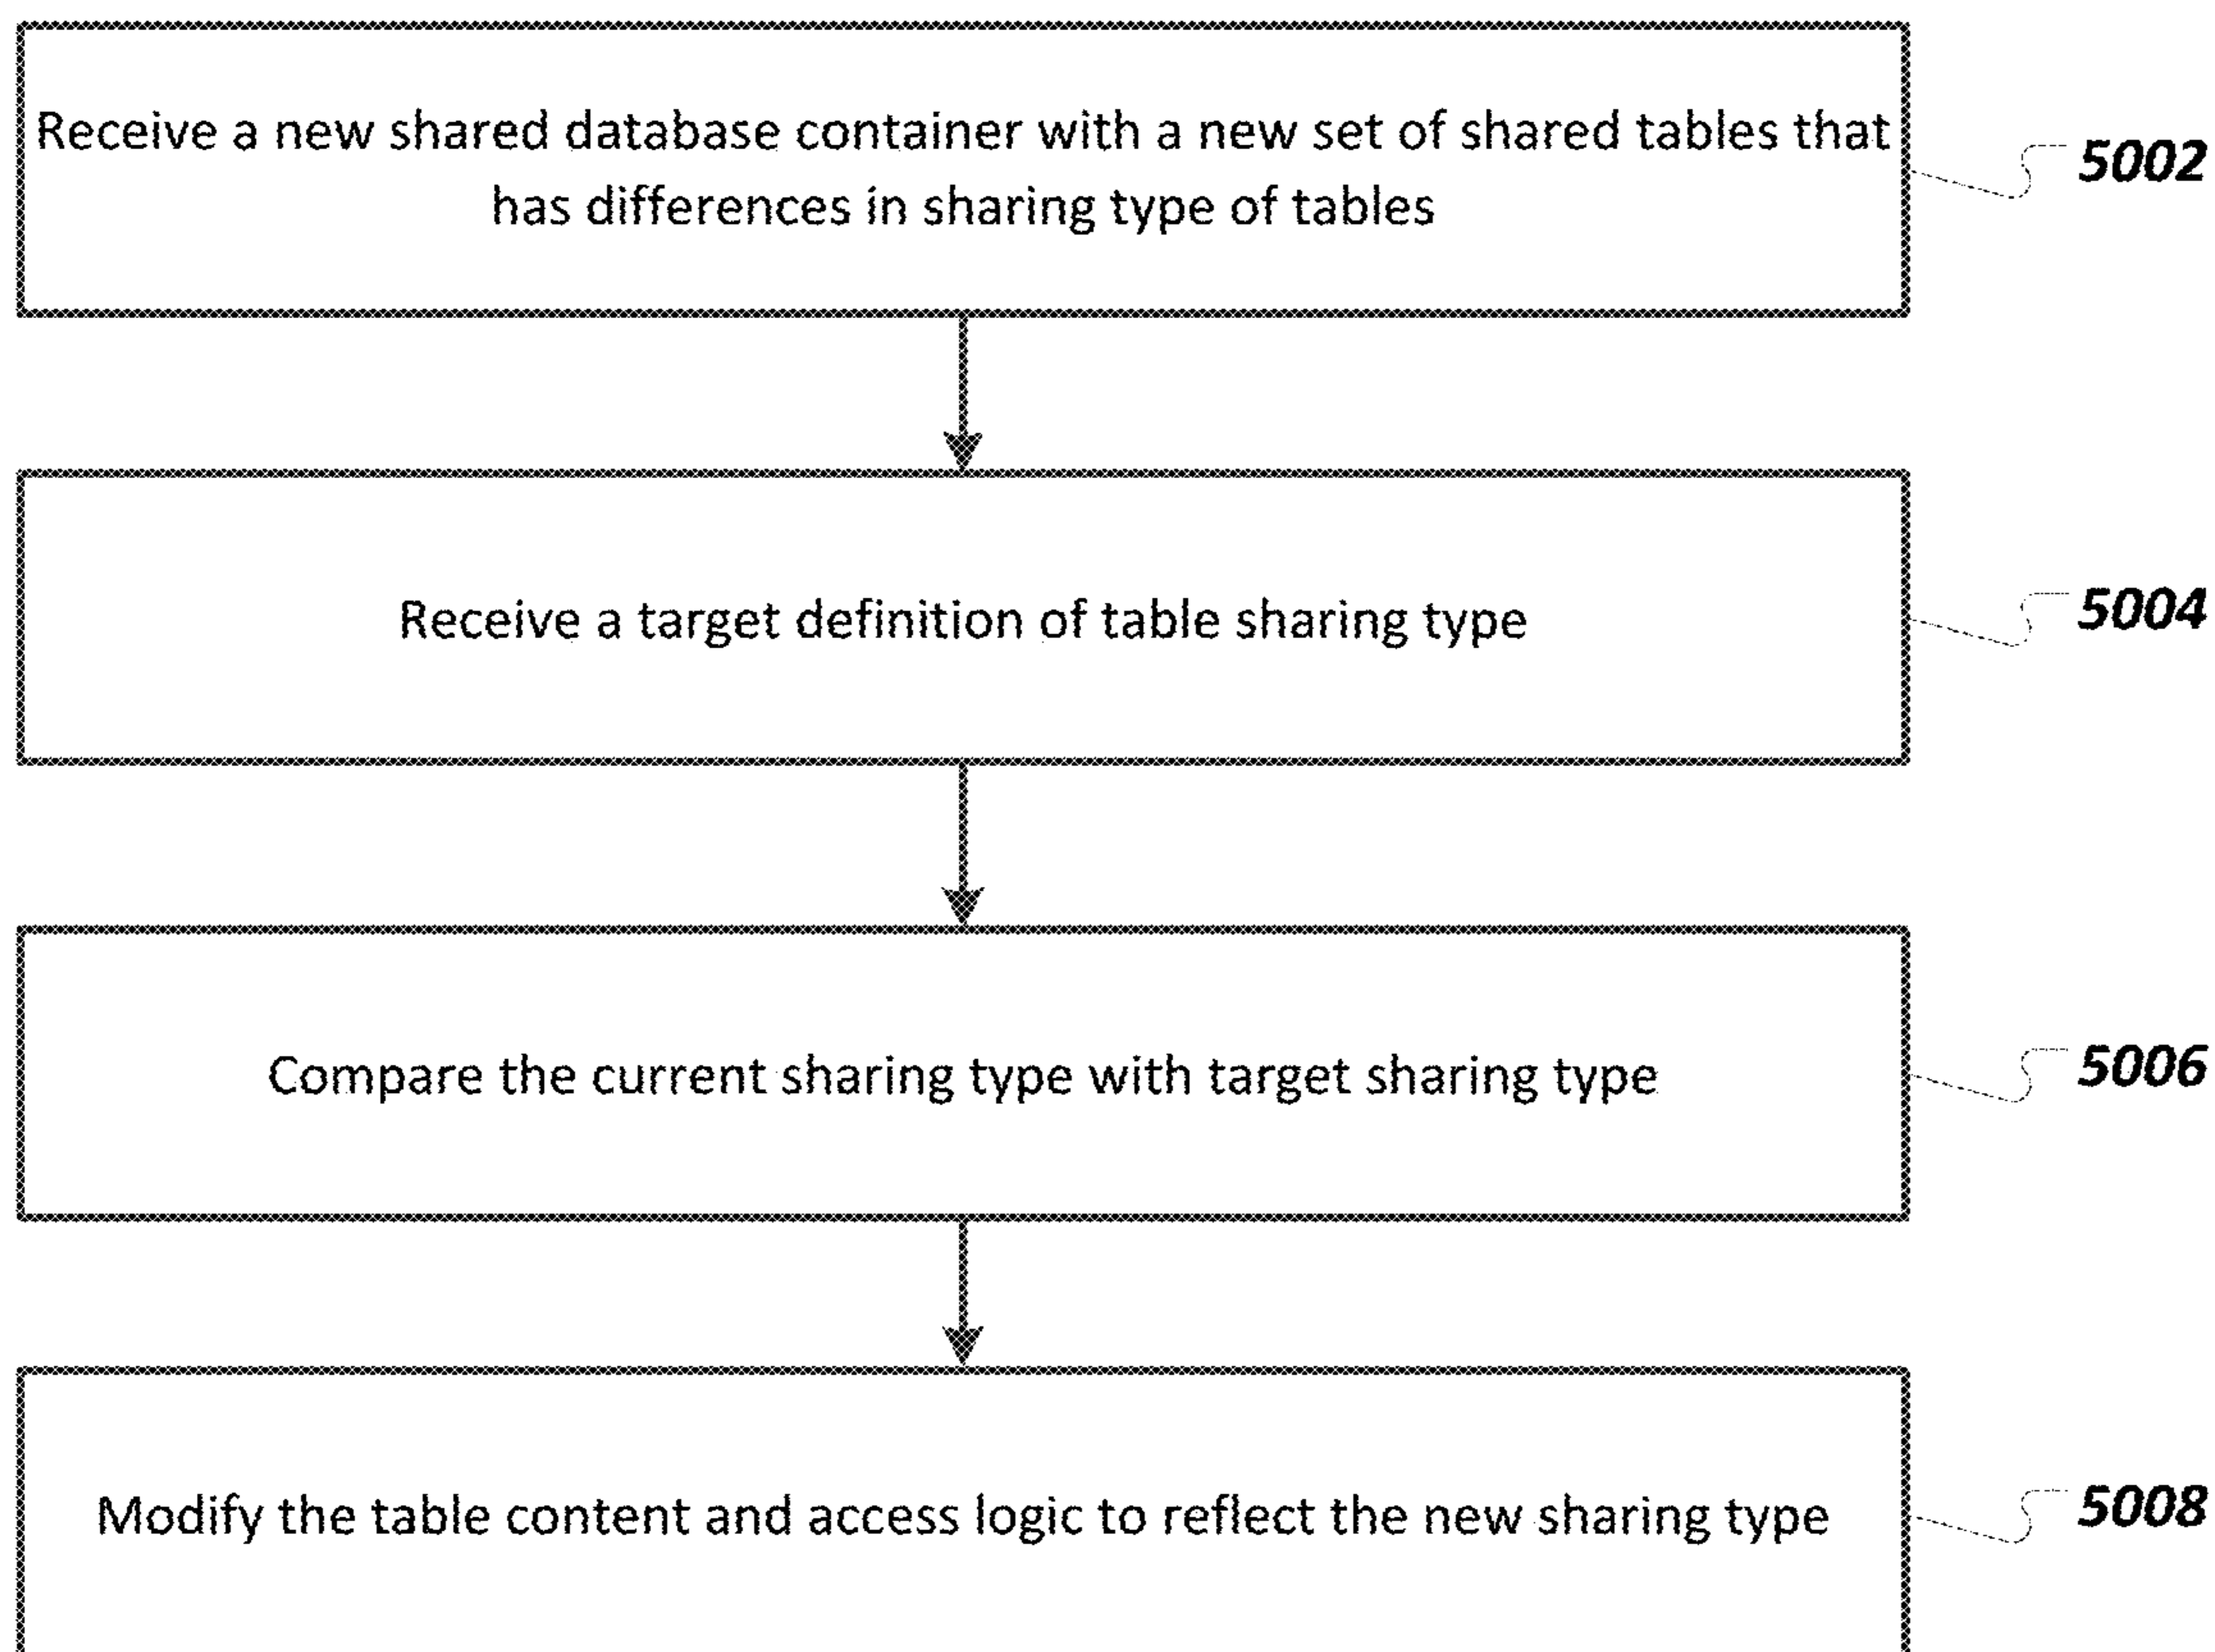 Receive a new shared database container with a new set of shared tables that
has differences in sharing type of tables
5002
Receive a target definition of table sharing type
5004
Compare the current sharing type with target sharing type
5006
Modify the table content and access logic to reflect the new sharing type
5008